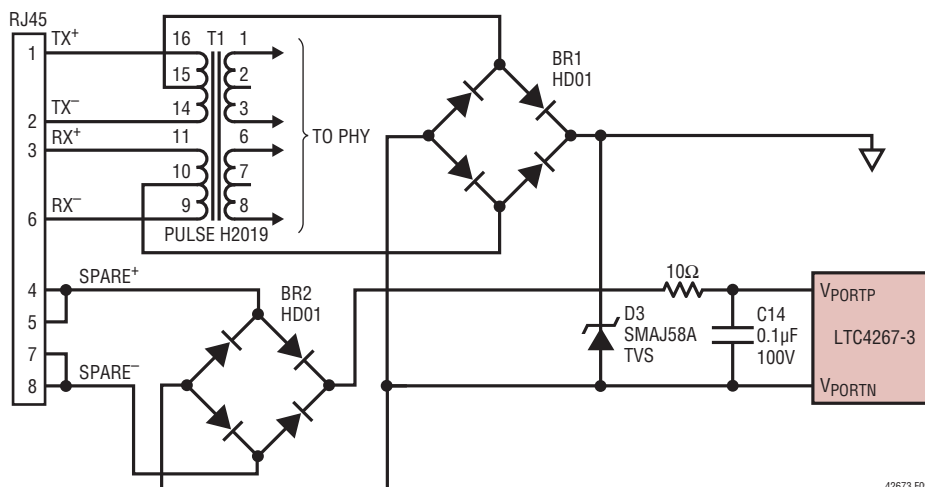 RJ45
1
TX+
2
TX−
3
RX+
6
RX−
4
SPARE+
5
7
8
SPARE−
16
T1
1
15
2
14
3
11
6
10
7
9
8
PULSE H2019
TO PHY
BR1
HD01
BR2
HD01
10Ω
D3
SMAJ58A
TVS
C14
0.1µF
100V
VPORTP
LTC4267-3
VPORTN